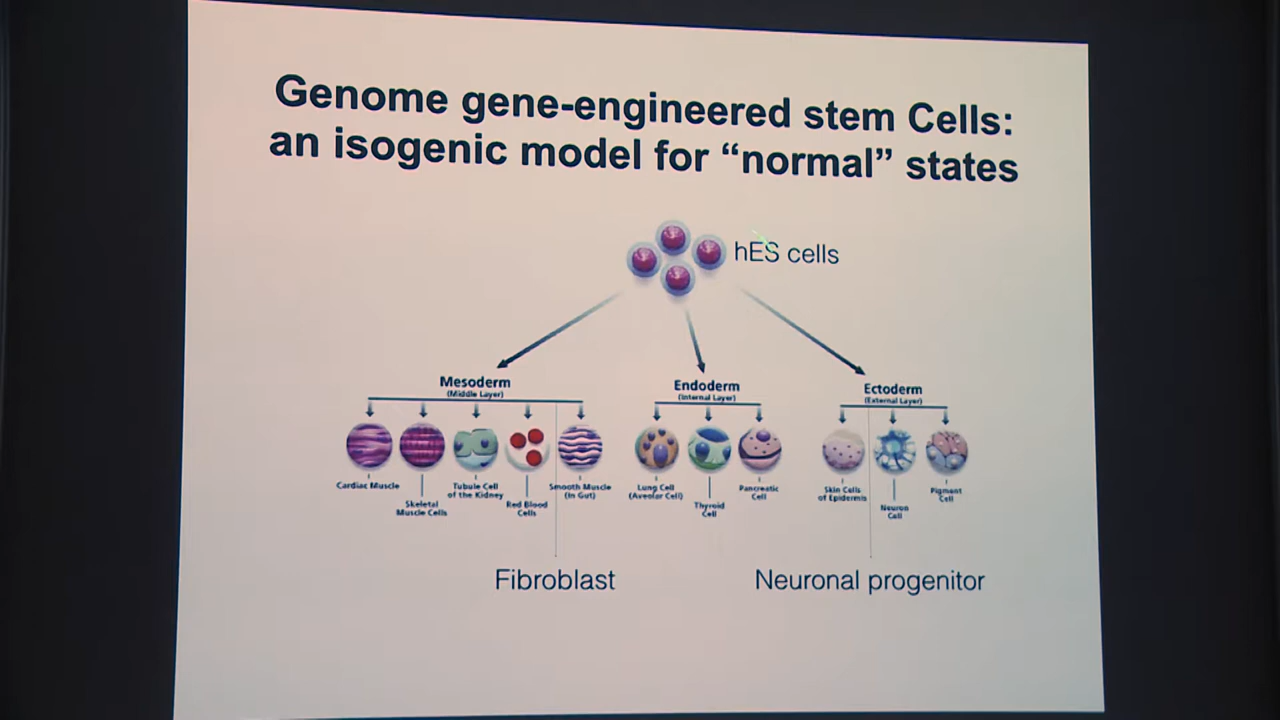 Genome gene-engineered stem Cells:
an isogenic model for “normal” states
hES cells
Mesoderm
(Middle Layer)
Endoderm
(Internal Layer)
Ectoderm
(External Layer)
Cardiac Muscle
Skeletal
Muscle Cells
Tubule Cell
of the Kidney
Red Blood
Cells
Smooth Muscle
(in Gut)
Lung Cell
(Aveolar Cell)
Thyroid
Cell
Pancreatic
Cell
Skin Cells
of Epidermis
Neuron
Cell
Pigment
Cell
Fibroblast
Neuronal progenitor